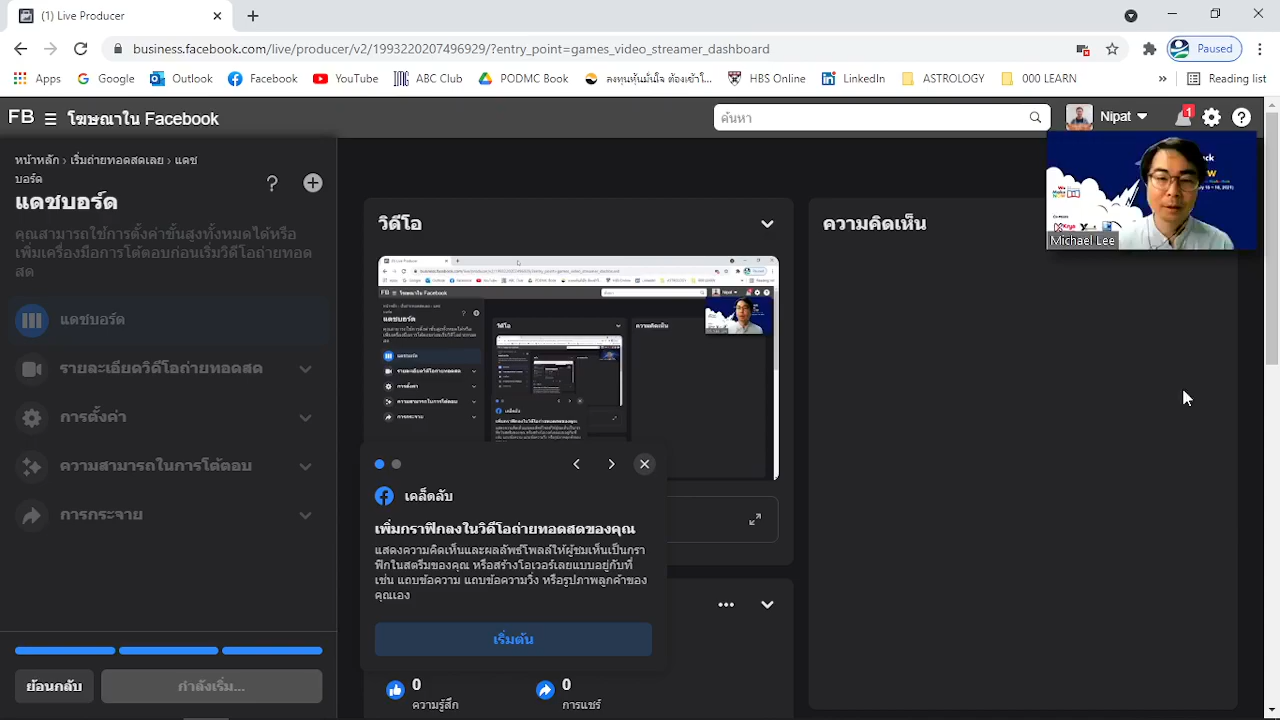 (1) Live Producer
business.facebook.com/live/producer/v2/1993220207496929/?entry_point=games_video_streamer_dashboard
Paused
Apps
Google
Outlook
Facebook
YouTube
ABC Club
PODMC Book
ลงทุนหุ้นมั่นใจ ต้องเข้าใ...
HBS Online
LinkedIn
ASTROLOGY
000 LEARN
»
Reading list
FB
โฆษณาใน Facebook
ค้นหา
Nipat
1
หน้าหลัก › เริ่มถ่ายทอดสดเลย › แดช
บอร์ด
แดชบอร์ด
คุณสามารถใช้การตั้งค่าขั้นสูงทั้งหมดได้หรือ
เพิ่มเครื่องมือการโต้ตอบก่อนเริ่มวิดีโอถ่ายทอด
สด
แดชบอร์ด
รายละเอียดวิดีโอถ่ายทอดสด
การตั้งค่า
ความสามารถในการโต้ตอบ
การกระจาย
ย้อนกลับ
กำลังเริ่ม...
วิดีโอ
ความคิดเห็น
Michael Lee
เคล็ดลับ
เพิ่มกราฟิกลงในวิดีโอถ่ายทอดสดของคุณ
แสดงความคิดเห็นและผลลัพธ์โพลล์ให้ผู้ชมเห็นเป็นกรา
ฟิกในสตรีมของคุณ หรือสร้างโอเวอร์เลยแบบอยู่กับที่
เช่น แถบข้อความ แถบข้อความวิ่ง หรือรูปภาพลูกค้าของ
คุณเอง
เริ่มต้น
0
ความรู้สึก
0
การแชร์